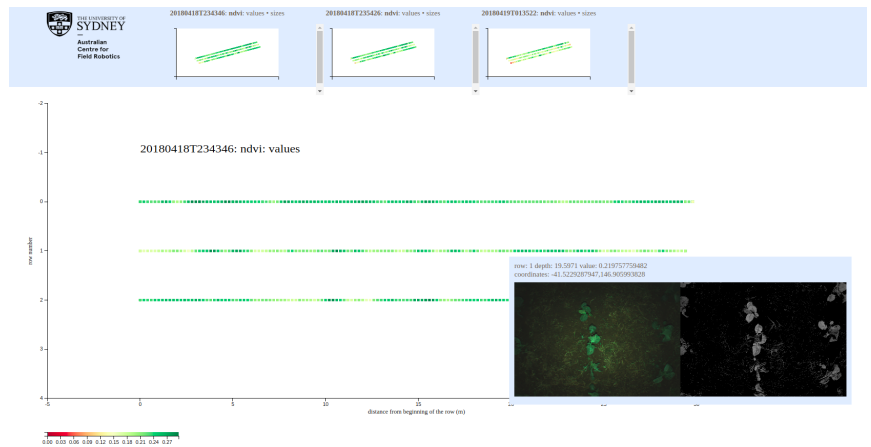 THE UNIVERSITY OF
SYDNEY
Australian
Centre for
Field Robotics
20180418T234346: ndvi: values • sizes
20180418T235426: ndvi: values • sizes
20180419T013522: ndvi: values • sizes
20180418T234346: ndvi: values
-2
-1
0
1
2
3
4
row number
row: 1 depth: 19.5971 value: 0.219757759482
coordinates: -41.5229287947,146.905993828
-5
0
5
10
15
distance from beginning of the row (m)
0.00 0.03 0.06 0.09 0.12 0.15 0.18 0.21 0.24 0.27